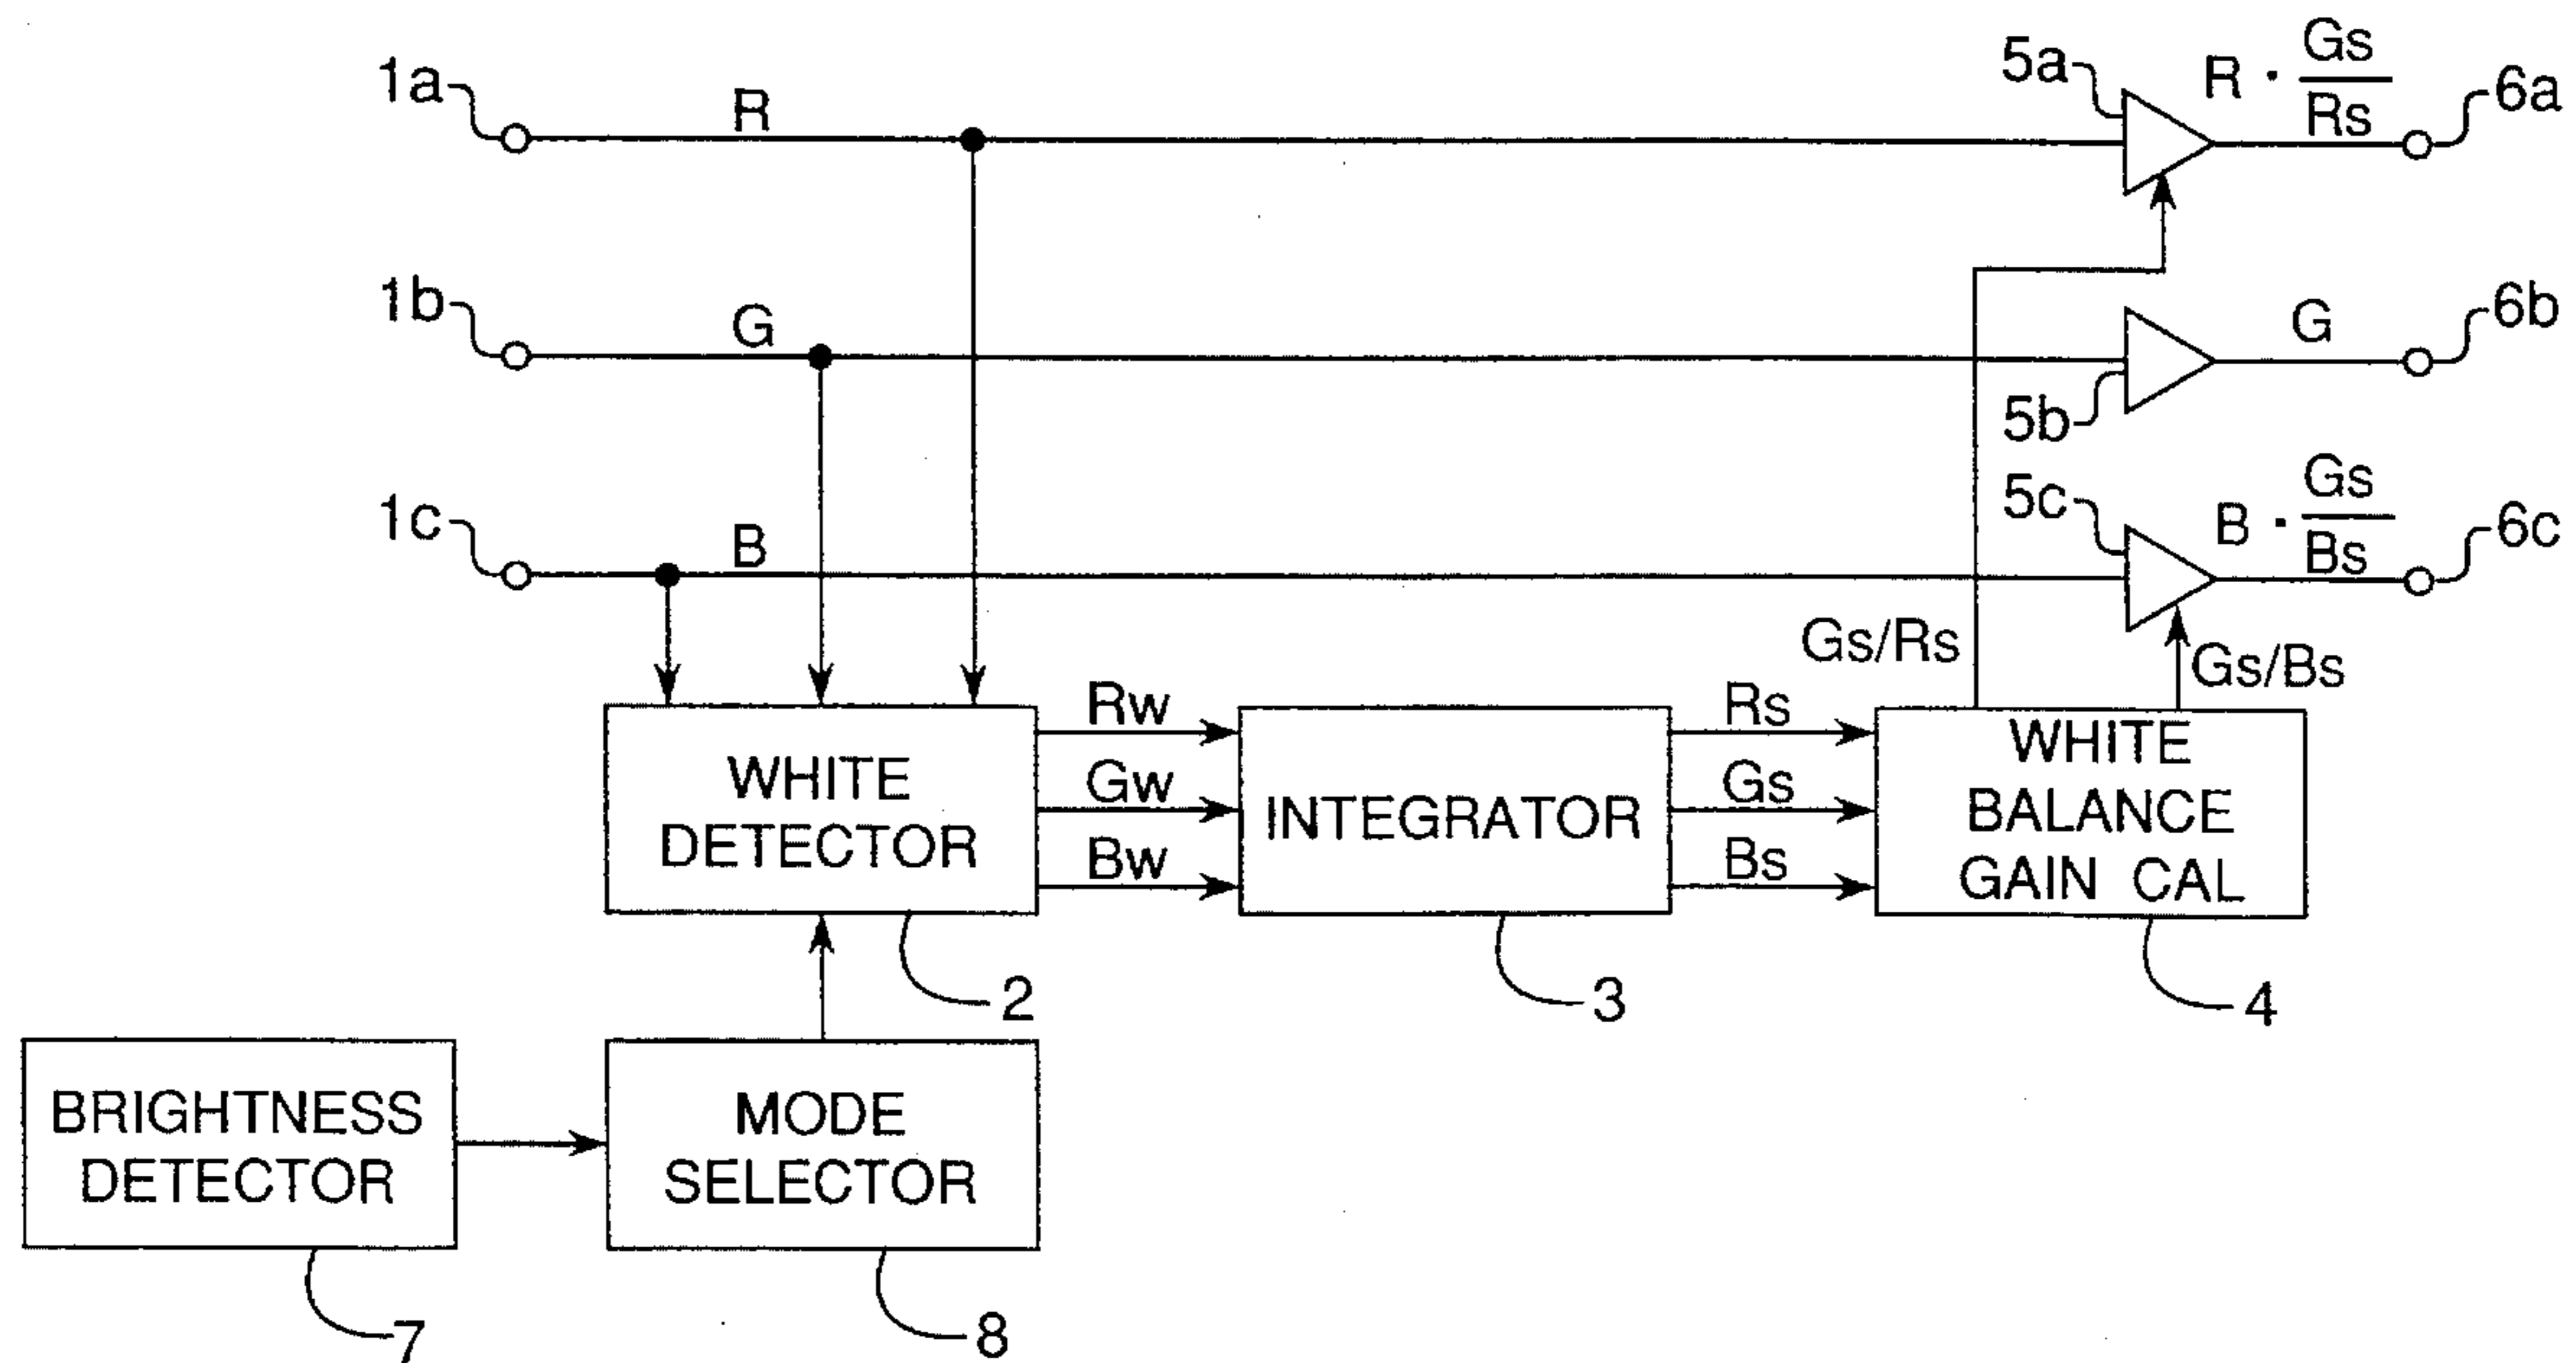 1a
R
5a
R · Gs
Rs
6a
1b
G
5b
G
6b
1c
B
5c
B · Gs
Bs
6c
Gs/Rs
Gs/Bs
WHITE
DETECTOR
2
Rw
Gw
Bw
INTEGRATOR
3
Rs
Gs
Bs
WHITE
BALANCE
GAIN CAL
4
BRIGHTNESS
DETECTOR
7
MODE
SELECTOR
8